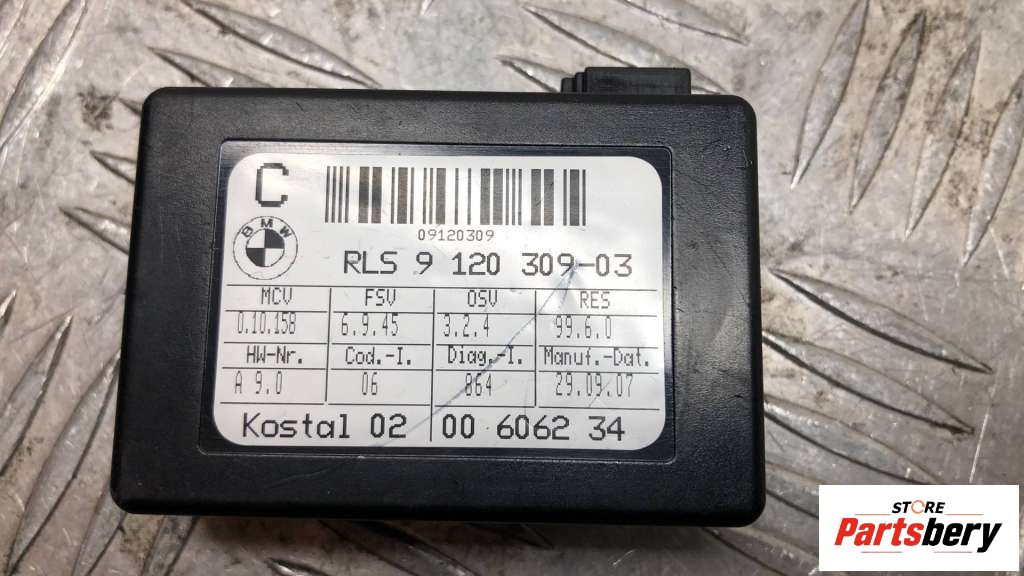 C
BMW
09120309
RLS 9 120 309-03
MCV FSV OSV RES
0.10.158 6.9.45 3.2.4 99.6.0
HW-Nr. Cod.-I. Diag.-I. Manuf.-Dat.
A 9.0 06 864 29.09.07
Kostal 02 00 6062 34
STORE
Partsbery